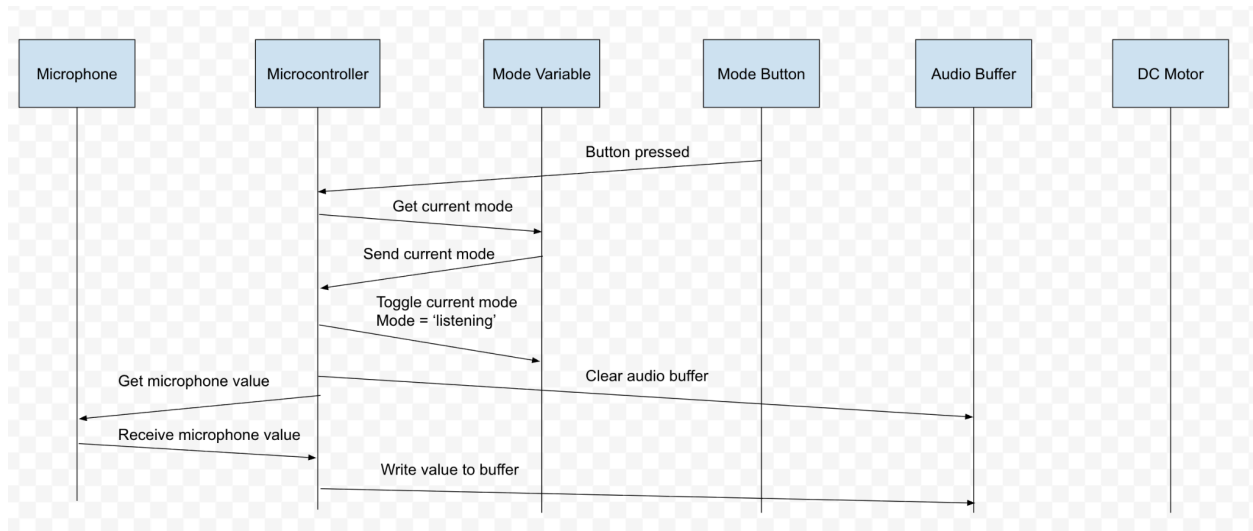 Microphone
Microcontroller
Mode Variable
Mode Button
Audio Buffer
DC Motor
Button pressed
Get current mode
Send current mode
Toggle current mode
Mode = ‘listening’
Clear audio buffer
Get microphone value
Receive microphone value
Write value to buffer